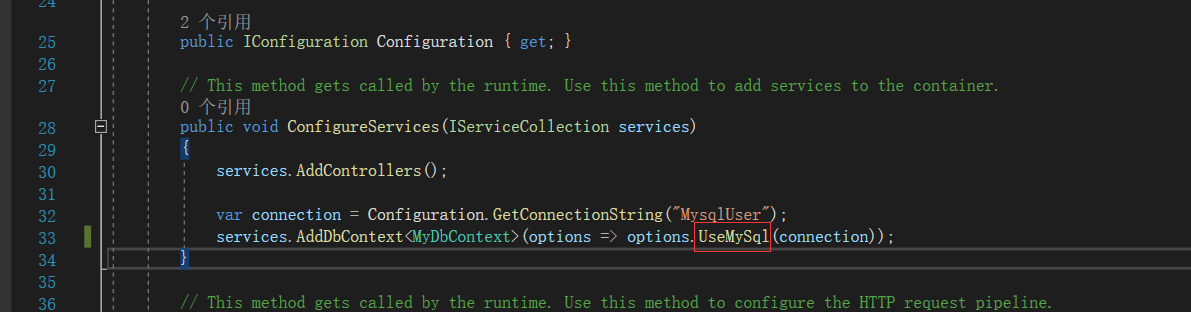 24
2 个引用
25 public IConfiguration Configuration { get; }
26
27 // This method gets called by the runtime. Use this method to add services to the container.
0 个引用
28 public void ConfigureServices(IServiceCollection services)
29 {
30 services.AddControllers();
31
32 var connection = Configuration.GetConnectionString("MysqlUser");
33 services.AddDbContext<MyDbContext>(options => options.UseMySql(connection));
34 }
35
36 // This method gets called by the runtime. Use this method to configure the HTTP request pipeline.